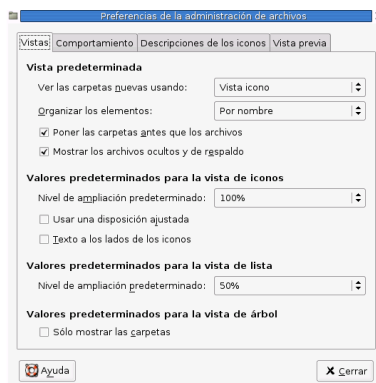 Preferencias de la administración de archivos
Vistas Comportamiento Descripciones de los iconos Vista previa
Vista predeterminada
Ver las carpetas nuevas usando: Vista icono
Organizar los elementos: Por nombre
Poner las carpetas antes que los archivos
Mostrar los archivos ocultos y de respaldo
Valores predeterminados para la vista de iconos
Nivel de ampliación predeterminado: 100%
Usar una disposición ajustada
Texto a los lados de los iconos
Valores predeterminados para la vista de lista
Nivel de ampliación predeterminado: 50%
Valores predeterminados para la vista de árbol
Sólo mostrar las carpetas
Ayuda Cerrar